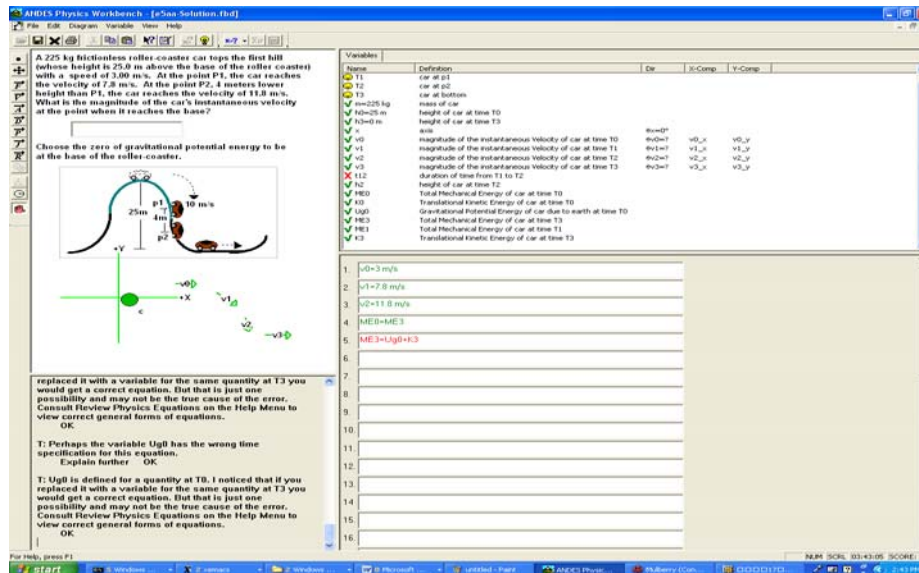 ANDES Physics Workbench - [e5aa-Solution.fbd]
File Edit Diagram Variable View Help
A 225 kg frictionless roller-coaster car tops the first hill
(whose height is 25.0 m above the base of the roller coaster)
with a speed of 3.00 m/s. At the point P1, the car reaches
the velocity of 7.8 m/s. At the point P2, 4 meters lower
height than P1, the car reaches the velocity of 11.8 m/s.
What is the magnitude of the car's instantaneous velocity
at the point when it reaches the base?
Choose the zero of gravitational potential energy to be
at the base of the roller-coaster.
p1
10 m/s
25m
4m
p2
+Y
v0
+X
v1
c
v2
v3
replaced it with a variable for the same quantity at T3 you
would get a correct equation. But that is just one
possibility and may not be the true cause of the error.
Consult Review Physics Equations on the Help Menu to
view correct general forms of equations.
OK
T: Perhaps the variable Ug0 has the wrong time
specification for this equation.
Explain further OK
T: Ug0 is defined for a quantity at T0. I noticed that if you
replaced it with a variable for the same quantity at T3 you
would get a correct equation. But that is just one
possibility and may not be the true cause of the error.
Consult Review Physics Equations on the Help Menu to
view correct general forms of equations.
OK
Variables
Name Definition Dir X-Comp Y-Comp
T1 car at p1
T2 car at p2
T3 car at bottom
m=225 kg mass of car
h0=25 m height of car at time T0
h3=0 m height of car at time T3
x axis θx=0°
v0 magnitude of the instantaneous Velocity of car at time T0 θv0=? v0_x v0_y
v1 magnitude of the instantaneous Velocity of car at time T1 θv1=? v1_x v1_y
v2 magnitude of the instantaneous Velocity of car at time T2 θv2=? v2_x v2_y
v3 magnitude of the instantaneous Velocity of car at time T3 θv3=? v3_x v3_y
t12 duration of time from T1 to T2
h2 height of car at time T2
ME0 Total Mechanical Energy of car at time T0
K0 Translational Kinetic Energy of car at time T0
Ug0 Gravitational Potential Energy of car due to earth at time T0
ME3 Total Mechanical Energy of car at time T3
ME1 Total Mechanical Energy of car at time T1
K3 Translational Kinetic Energy of car at time T3
1. v0=3 m/s
2. v1=7.8 m/s
3. v2=11.8 m/s
4. ME0=ME3
5. ME3=Ug0+K3
6.
7.
8.
9.
10.
11.
12.
13.
14.
15.
16.
For Help, press F1
NUM SCRL 03:43:05 SCORE:
start 5 Windows ... 2 xemacs 2 Windows ... 8 Microsoft ... untitled - Paint ANDES Physic... Mulberry (Con... 2:43 PM